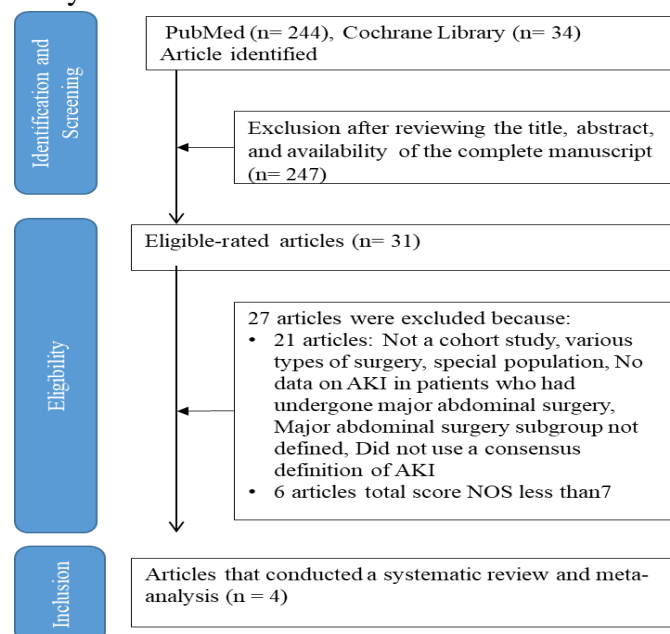 PubMed (n= 244), Cochrane Library (n= 34)
Article identified
Identification and
Screening
Exclusion after reviewing the title, abstract,
and availability of the complete manuscript
(n= 247)
Eligible-rated articles (n= 31)
Eligibility
27 articles were excluded because:
• 21 articles: Not a cohort study, various
types of surgery, special population, No
data on AKI in patients who had
undergone major abdominal surgery,
Major abdominal surgery subgroup not
defined, Did not use a consensus
definition of AKI
• 6 articles total score NOS less than7
Inclusion
Articles that conducted a systematic review and meta-
analysis (n = 4)